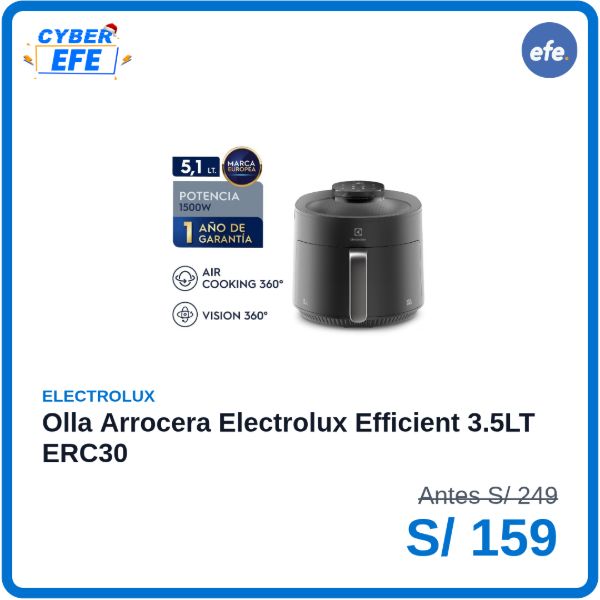 CYBER
EFE
efe.
5,1 LT.
MARCA
EUROPEA
POTENCIA
1500W
1 AÑO DE
GARANTÍA
AIR
COOKING 360°
VISION 360°
ELECTROLUX
Olla Arrocera Electrolux Efficient 3.5LT
ERC30
Antes S/ 249
S/ 159